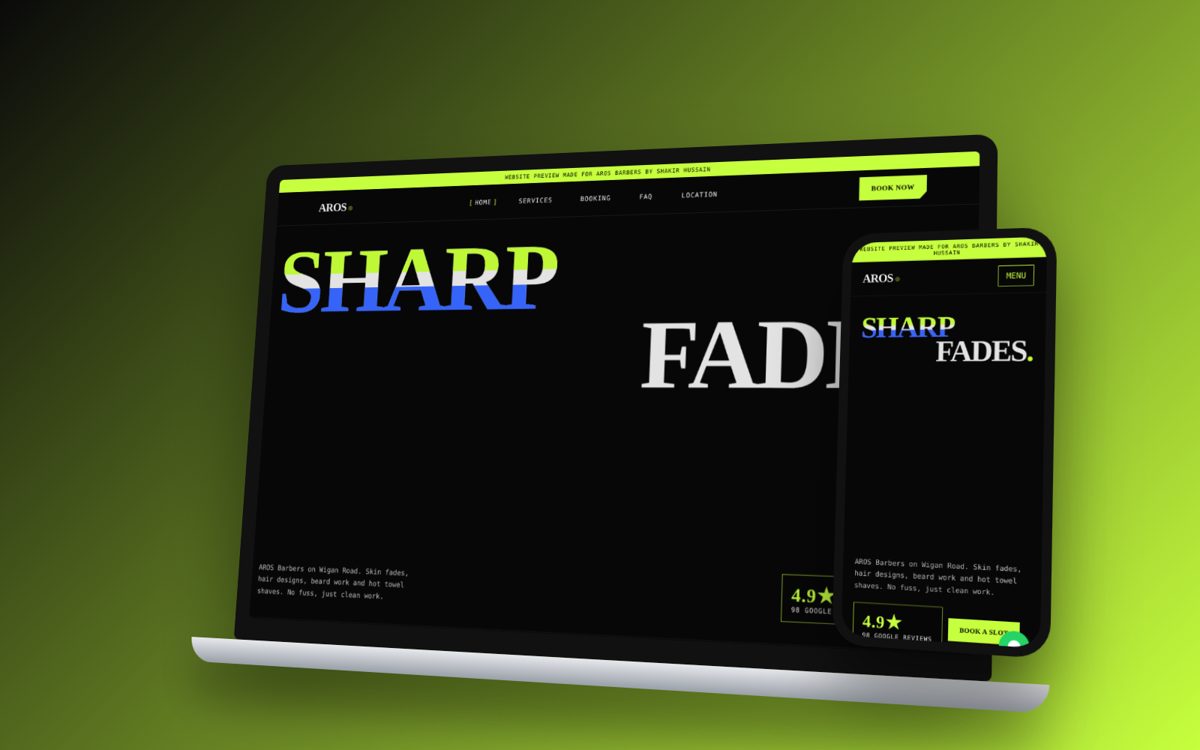 WEBSITE PREVIEW MADE FOR AROS BARBERS BY SHAKIR HUSSAIN
AROS
[ HOME ]
SERVICES
BOOKING
FAQ
LOCATION
BOOK NOW
SHARP
FAD
AROS Barbers on Wigan Road. Skin fades,
hair designs, beard work and hot towel
shaves. No fuss, just clean work.
4.9★
98 GOOGLE
WEBSITE PREVIEW MADE FOR AROS BARBERS BY SHAKIR
HUSSAIN
AROS
MENU
SHARP
FADES.
AROS Barbers on Wigan Road. Skin fades,
hair designs, beard work and hot towel
shaves. No fuss, just clean work.
4.9★
98 GOOGLE REVIEWS
BOOK A SLOT